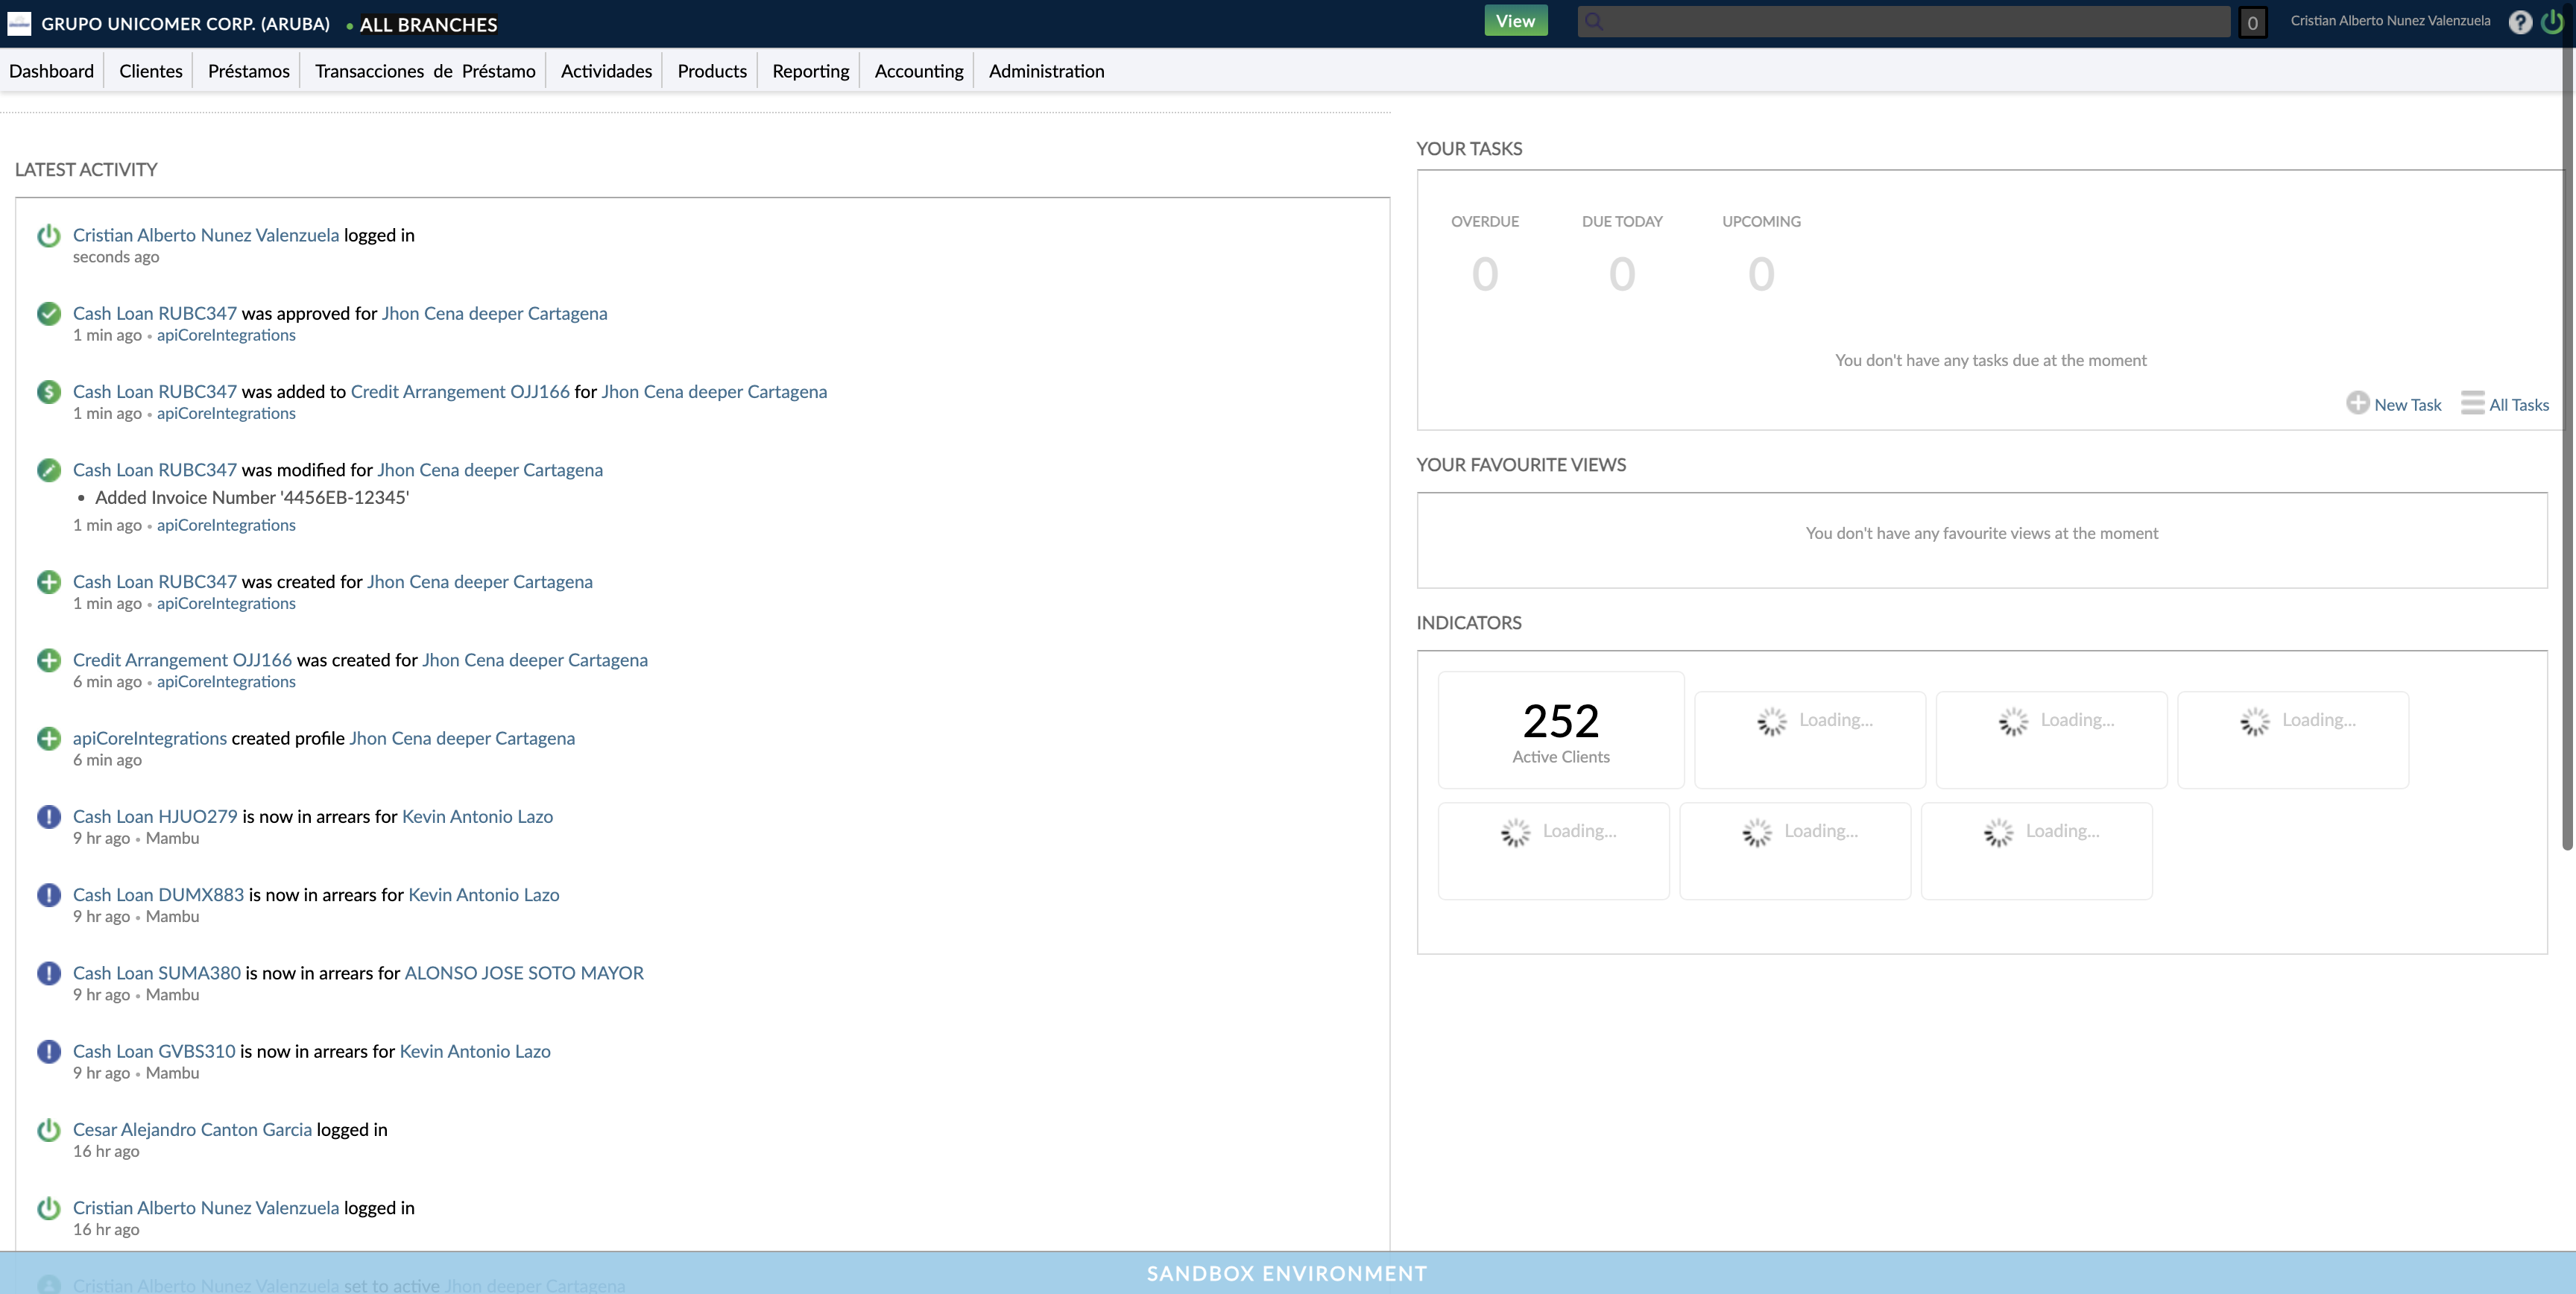 GRUPO UNICOMER CORP. (ARUBA) • ALL BRANCHES
View
0
Cristian Alberto Nunez Valenzuela
?
Dashboard Clientes Préstamos Transacciones de Préstamo Actividades Products Reporting Accounting Administration
LATEST ACTIVITY
Cristian Alberto Nunez Valenzuela logged in
seconds ago
Cash Loan RUBC347 was approved for Jhon Cena deeper Cartagena
1 min ago • apiCoreIntegrations
Cash Loan RUBC347 was added to Credit Arrangement OJJ166 for Jhon Cena deeper Cartagena
1 min ago • apiCoreIntegrations
Cash Loan RUBC347 was modified for Jhon Cena deeper Cartagena
• Added Invoice Number '4456EB-12345'
1 min ago • apiCoreIntegrations
Cash Loan RUBC347 was created for Jhon Cena deeper Cartagena
1 min ago • apiCoreIntegrations
Credit Arrangement OJJ166 was created for Jhon Cena deeper Cartagena
6 min ago • apiCoreIntegrations
apiCoreIntegrations created profile Jhon Cena deeper Cartagena
6 min ago
Cash Loan HJUO279 is now in arrears for Kevin Antonio Lazo
9 hr ago • Mambu
Cash Loan DUMX883 is now in arrears for Kevin Antonio Lazo
9 hr ago • Mambu
Cash Loan SUMA380 is now in arrears for ALONSO JOSE SOTO MAYOR
9 hr ago • Mambu
Cash Loan GVBS310 is now in arrears for Kevin Antonio Lazo
9 hr ago • Mambu
Cesar Alejandro Canton Garcia logged in
16 hr ago
Cristian Alberto Nunez Valenzuela logged in
16 hr ago
Cristian Alberto Nunez Valenzuela set to active Jhon deeper Cartagena
YOUR TASKS
OVERDUE DUE TODAY UPCOMING
0 0 0
You don't have any tasks due at the moment
New Task All Tasks
YOUR FAVOURITE VIEWS
You don't have any favourite views at the moment
INDICATORS
252
Active Clients
Loading... Loading... Loading...
Loading... Loading... Loading...
SANDBOX ENVIRONMENT